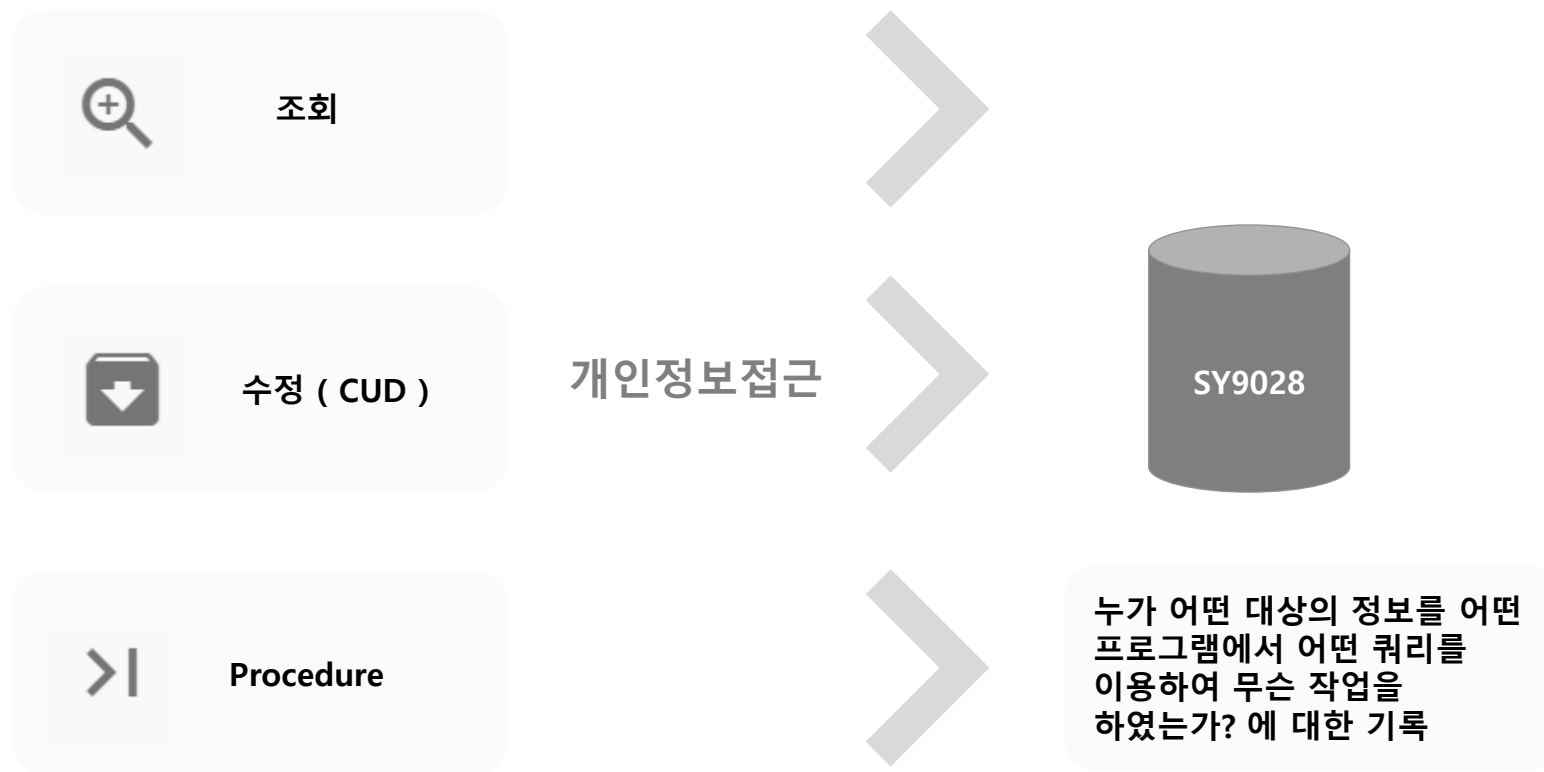 조회
수정 ( CUD )
개인정보접근
SY9028
Procedure
누가 어떤 대상의 정보를 어떤
프로그램에서 어떤 쿼리를
이용하여 무슨 작업을
하였는가? 에 대한 기록